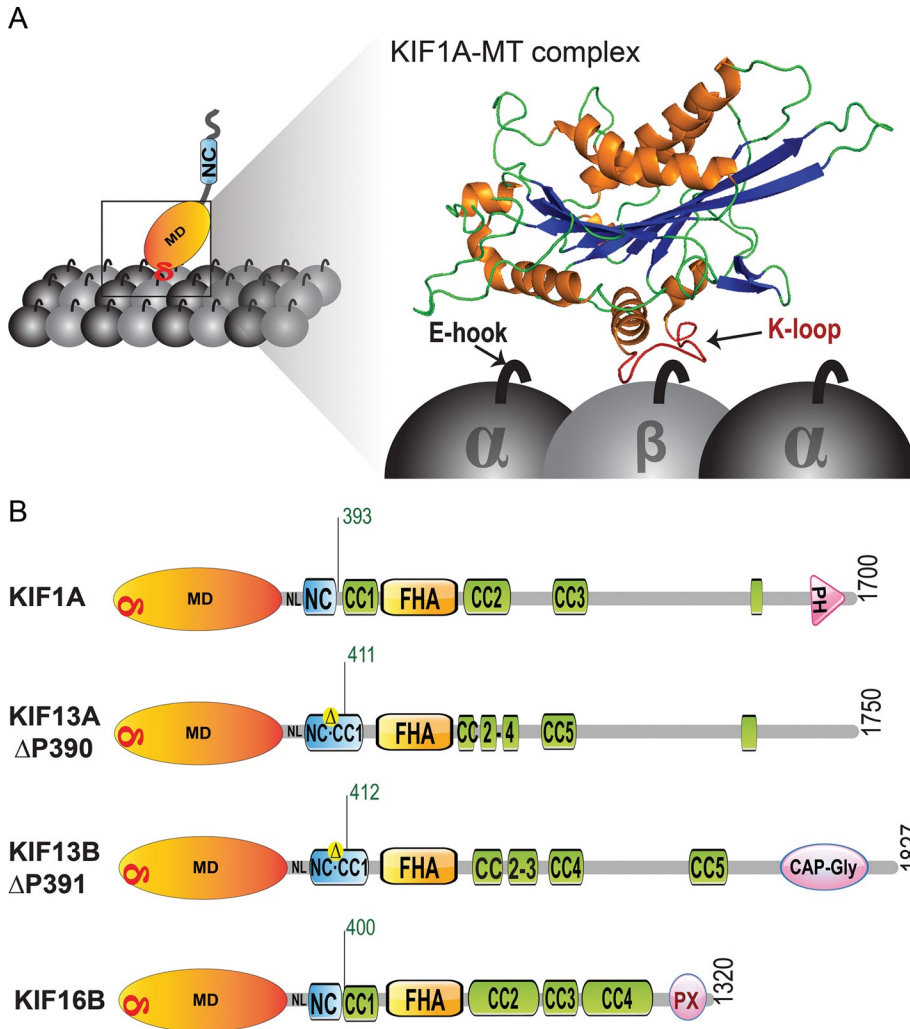 A
KIF1A-MT complex
NC
MD
δ
E-hook
K-loop
α
β
α
B
393
KIF1A
δ
MD
NL
NC
CC1
FHA
CC2
CC3
PH
1700
411
KIF13A
ΔP390
δ
MD
NL
Δ
NC·CC1
FHA
CC
2-4
CC5
1750
412
KIF13B
ΔP391
δ
MD
NL
Δ
NC·CC1
FHA
CC
2-3
CC4
CC5
CAP-Gly
1827
400
KIF16B
δ
MD
NL
NC
CC1
FHA
CC2
CC3
CC4
PX
1320